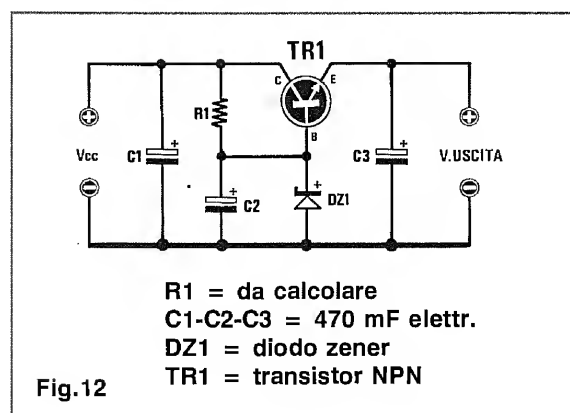 TR1
C
E
B
R1
Vcc
C1
C2
DZ1
C3
V.USCITA
R1 = da calcolare
C1-C2-C3 = 470 mF elettr.
DZ1 = diodo zener
TR1 = transistor NPN
Fig.12